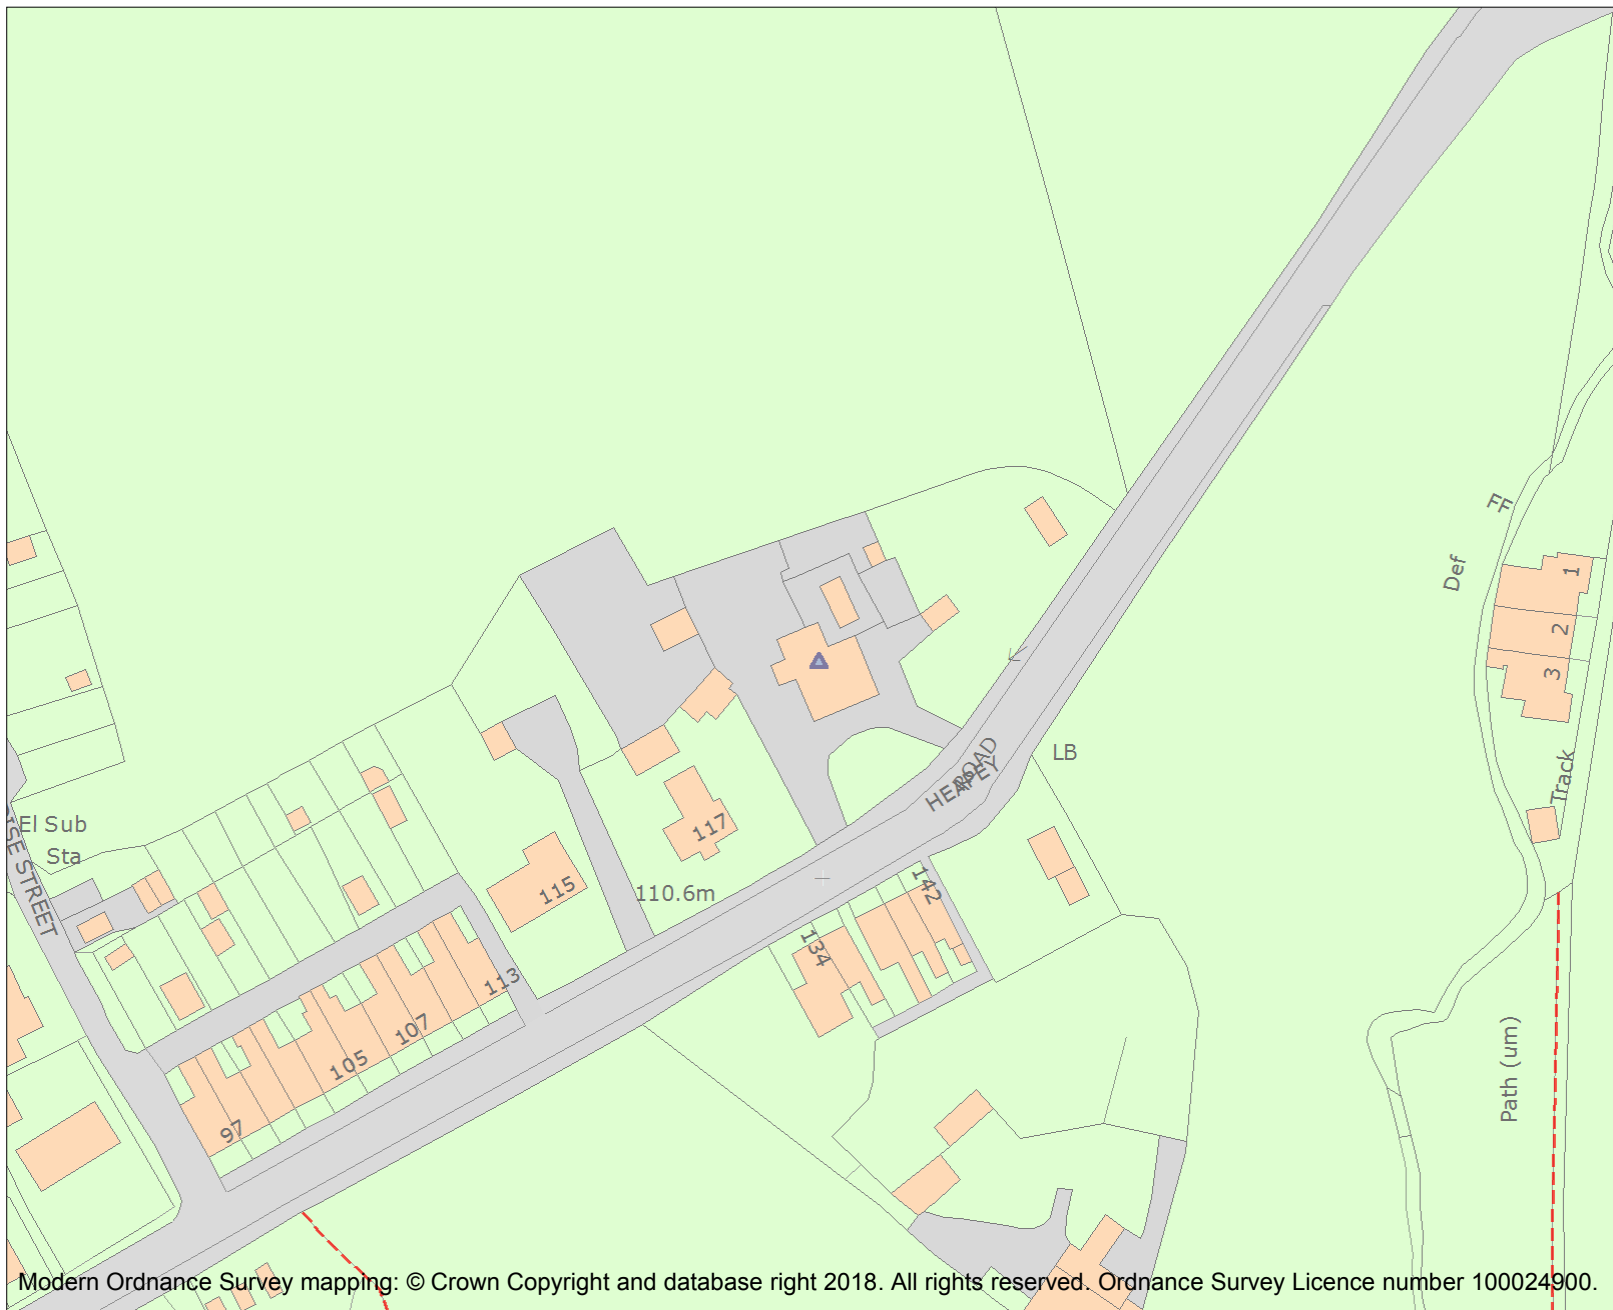 FF
Def
1
2
3
Track
ROAD
HEAPEY
LB
El Sub
Sta
STREET
117
115
110.6m
142
134
113
107
105
97
Path (um)
Modern Ordnance Survey mapping: © Crown Copyright and database right 2018. All rights reserved. Ordnance Survey Licence number 100024900.